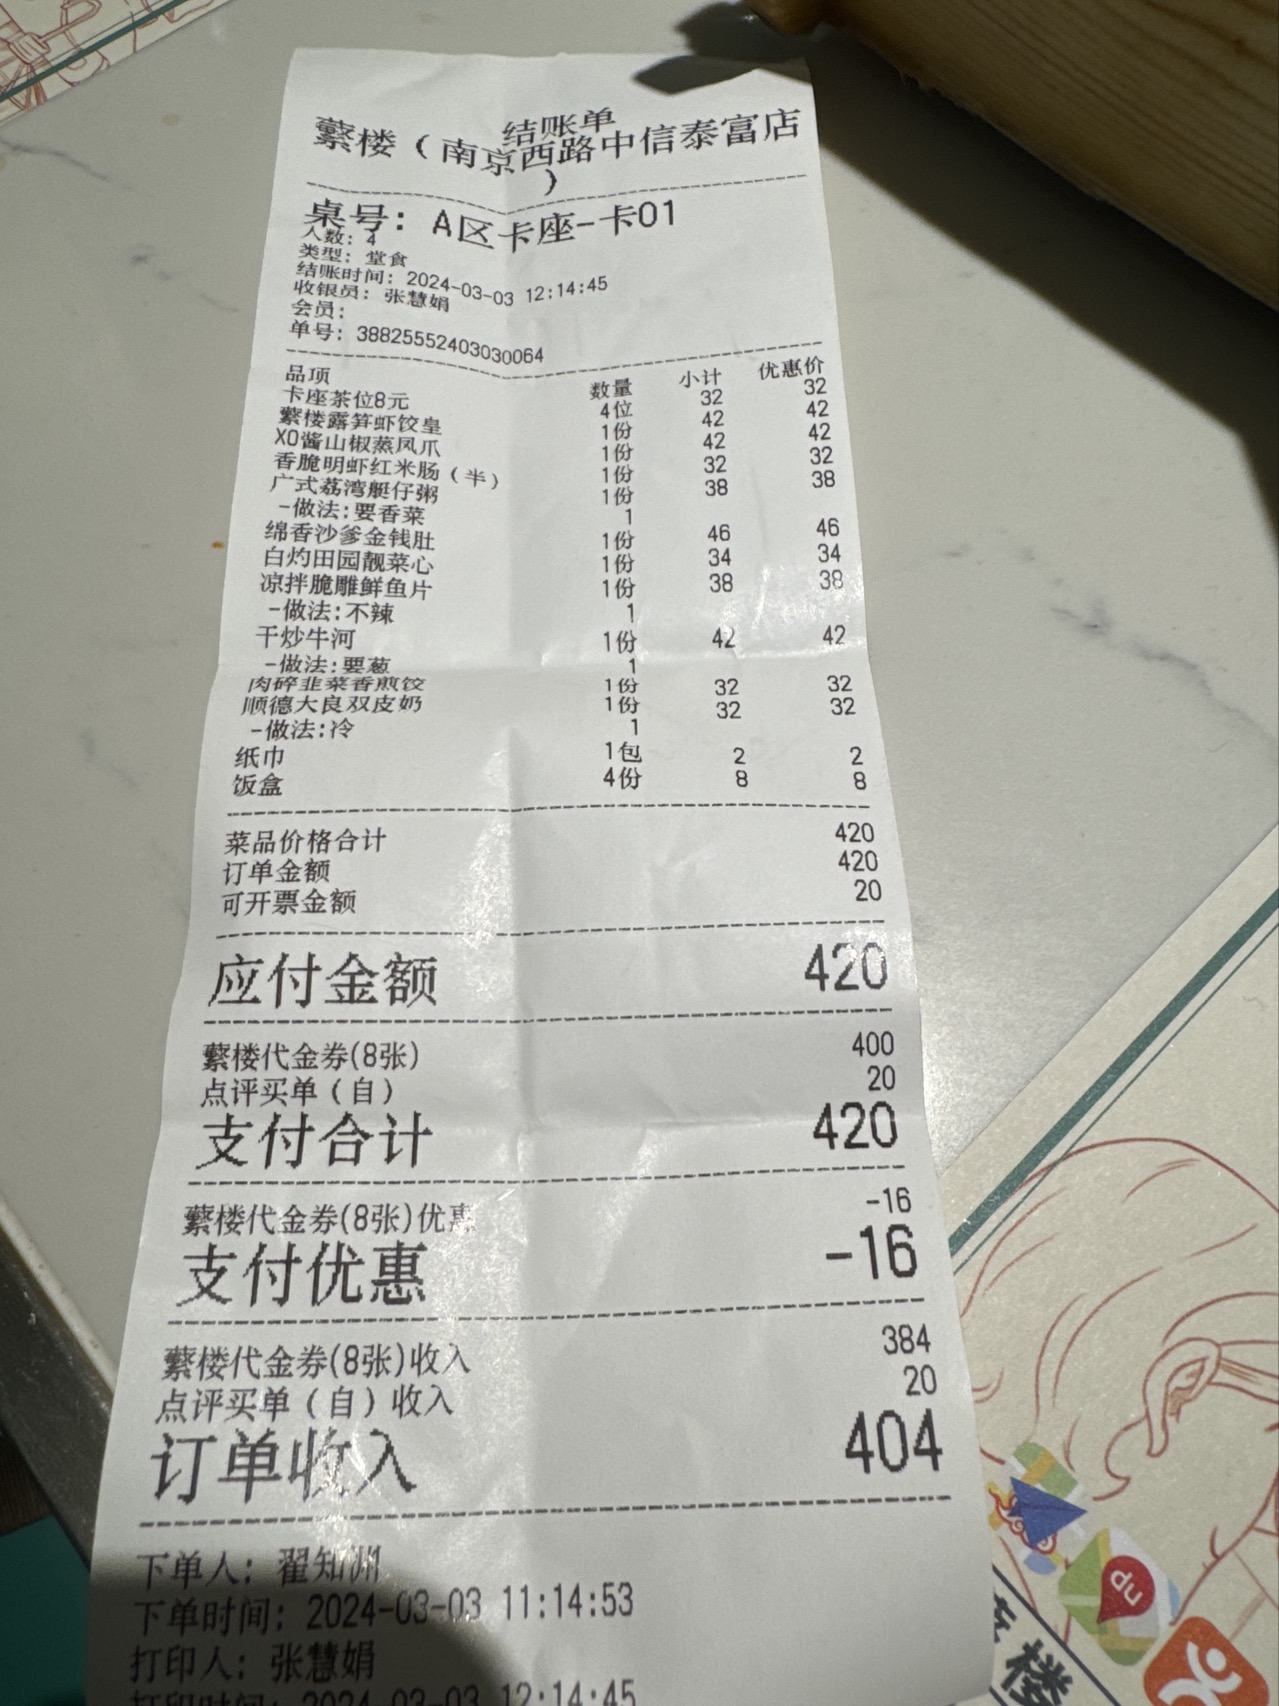 结账单
蘩楼（南京西路中信泰富店
）
桌号：A区卡座-卡01
人数：4
类型：堂食
结账时间：2024-03-03 12:14:45
收银员：张慧娟
会员：
单号：38825552403030064
品项 数量 小计 优惠价
卡座茶位8元 4位 32 32
蘩楼露笋虾饺皇 1份 42 42
XO酱山椒蒸凤爪 1份 42 42
香脆明虾红米肠（半） 1份 32 32
广式荔湾艇仔粥 1份 38 38
-做法:要香菜 1
绵香沙爹金钱肚 1份 46 46
白灼田园靓菜心 1份 34 34
凉拌脆雕鲜鱼片 1份 38 38
-做法:不辣 1
干炒牛河 1份 42 42
-做法:要葱 1
肉碎韭菜香煎饺 1份 32 32
顺德大良双皮奶 1份 32 32
-做法:冷 1
纸巾 1包 2 2
饭盒 4份 8 8
菜品价格合计 420
订单金额 420
可开票金额 20
应付金额 420
蘩楼代金券(8张) 400
点评买单（自） 20
支付合计 420
蘩楼代金券(8张)优惠 -16
支付优惠 -16
蘩楼代金券(8张)收入 384
点评买单（自）收入 20
订单收入 404
下单人：翟知洲
下单时间：2024-03-03 11:14:53
打印人：张慧娟
打印时间：2024-03-03 12:14:45
楼